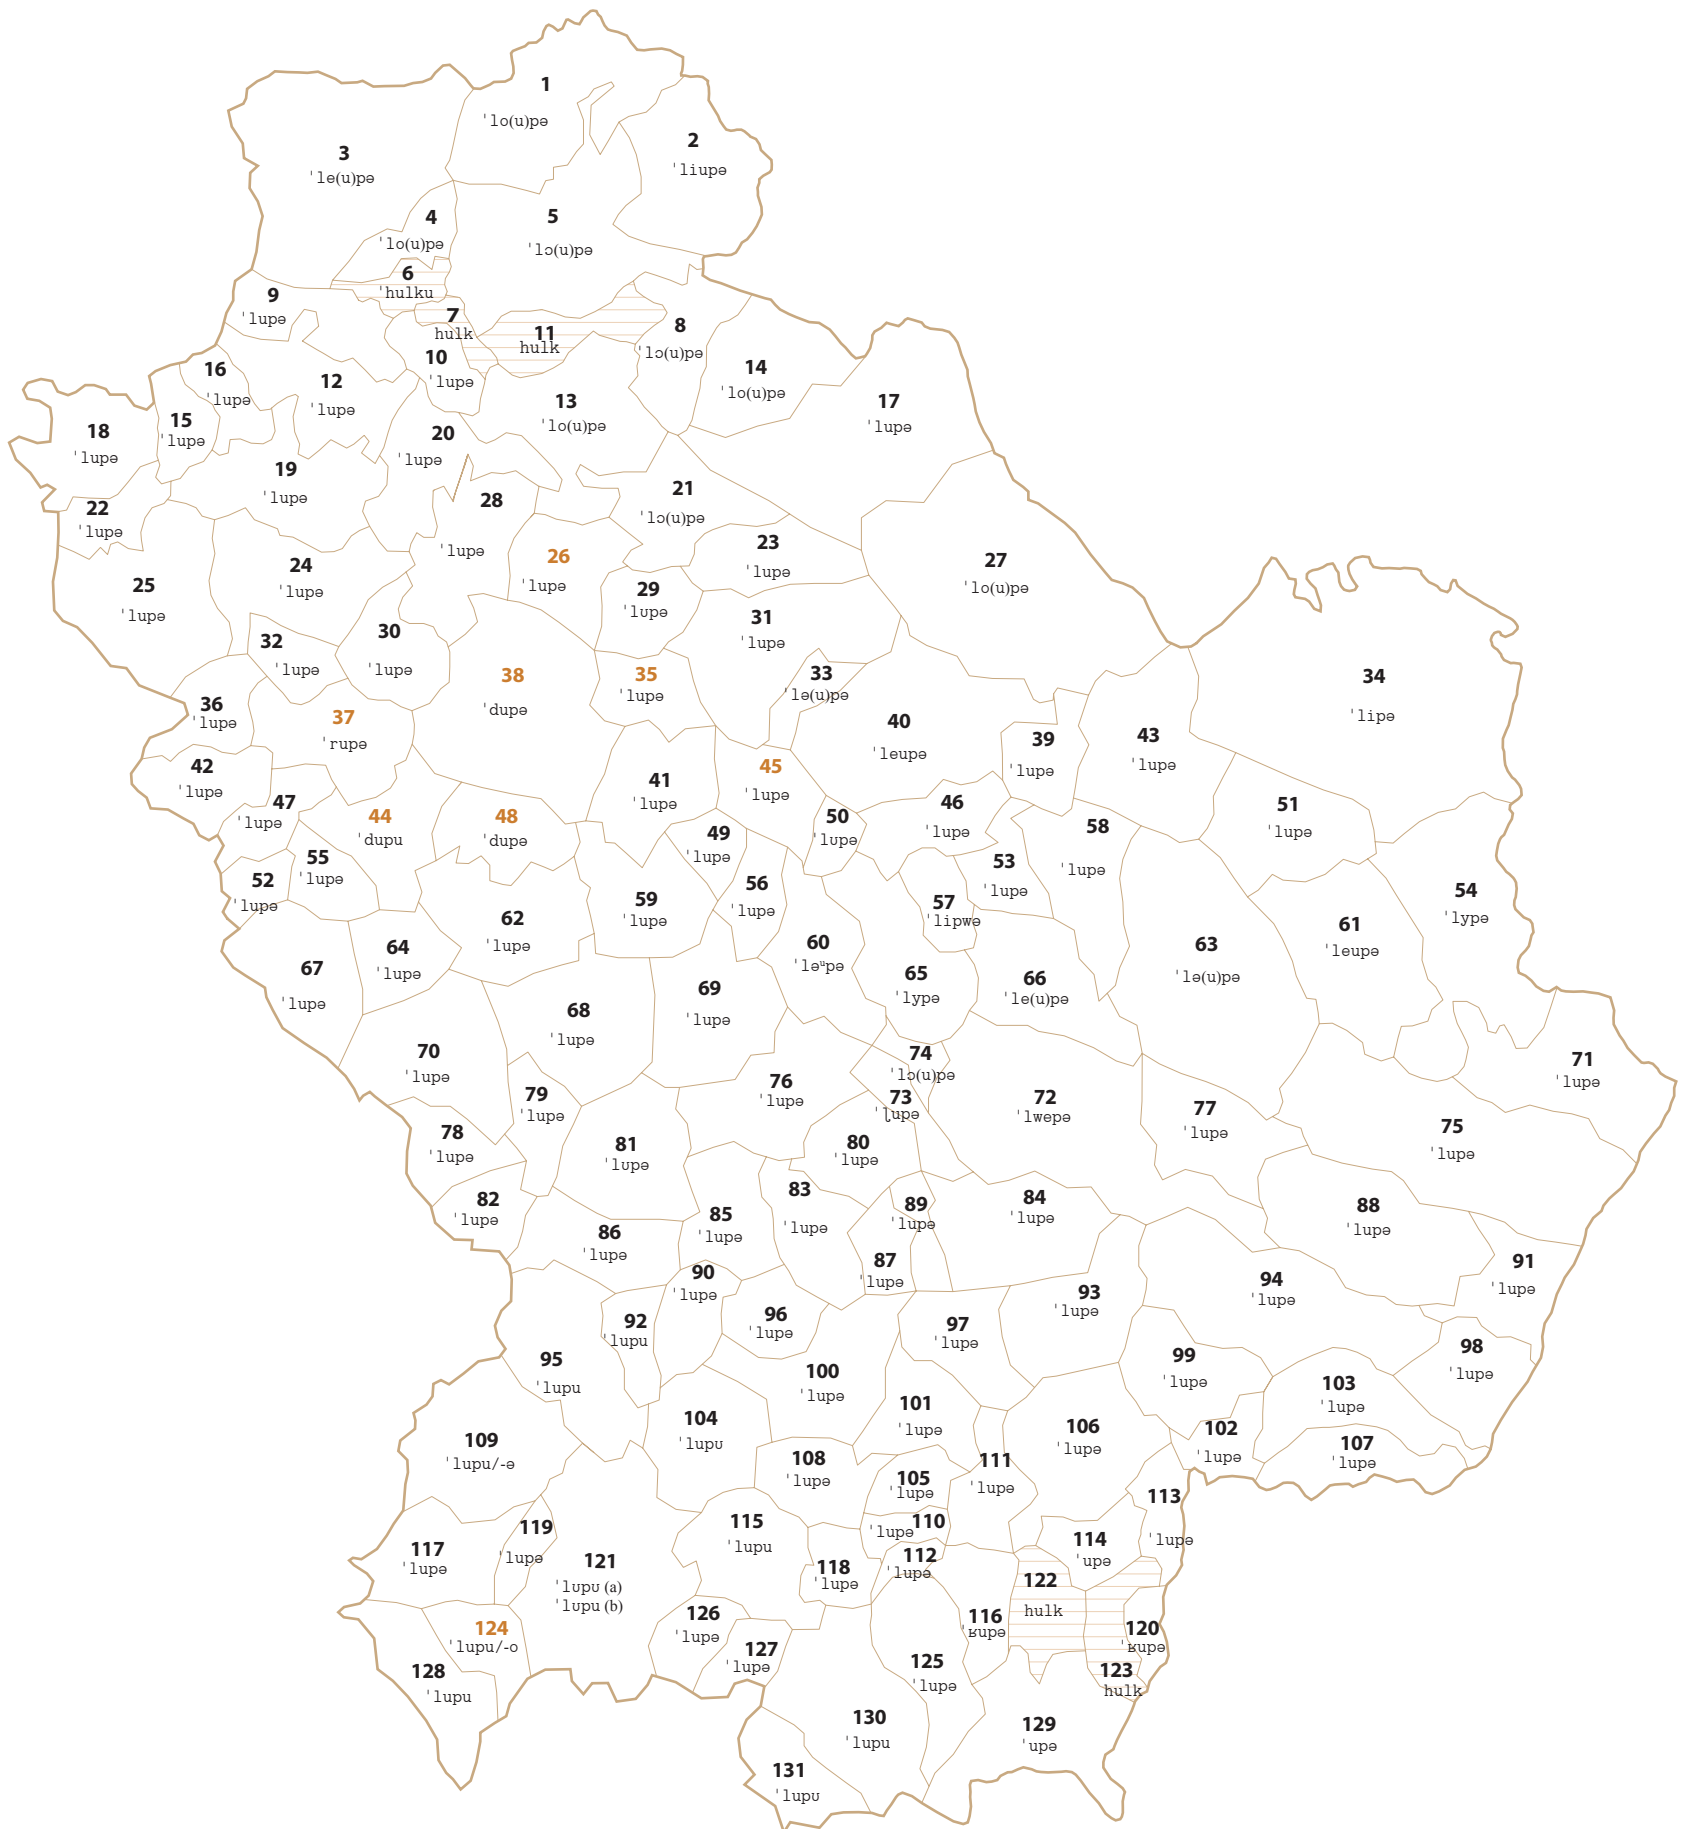 1
ˈlo(u)pə
2
ˈliupə
3
ˈle(u)pə
4
ˈlo(u)pə
5
ˈlɔ(u)pə
6
ˈhulku
7
hulk
8
ˈlɔ(u)pə
9
ˈlupə
10
ˈlupə
11
hulk
12
ˈlupə
13
ˈlo(u)pə
14
ˈlo(u)pə
15
ˈlupə
16
ˈlupə
17
ˈlupə
18
ˈlupə
19
ˈlupə
20
ˈlupə
21
ˈlɔ(u)pə
22
ˈlupə
23
ˈlupə
24
ˈlupə
25
ˈlupə
26
ˈlupə
27
ˈlo(u)pə
28
ˈlupə
29
ˈlʊpə
30
ˈlupə
31
ˈlupə
32
ˈlupə
33
ˈlə(u)pə
34
ˈlipə
35
ˈlupə
36
ˈlupə
37
ˈrupə
38
ˈdupə
39
ˈlupə
40
ˈleupə
41
ˈlupə
42
ˈlupə
43
ˈlupə
44
ˈdupu
45
ˈlupə
46
ˈlupə
47
ˈlupə
48
ˈdupə
49
ˈlupə
50
ˈlʊpə
51
ˈlupə
52
ˈlupə
53
ˈlupə
54
ˈlypə
55
ˈlupə
56
ˈlupə
57
ˈlipwə
58
ˈlupə
59
ˈlupə
60
ˈləᵘpə
61
ˈleupə
62
ˈlupə
63
ˈlə(u)pə
64
ˈlupə
65
ˈlypə
66
ˈle(u)pə
67
ˈlupə
68
ˈlupə
69
ˈlupə
70
ˈlupə
71
ˈlupə
72
ˈlwepə
73
ˈlupə
74
ˈlɔ(u)pə
75
ˈlupə
76
ˈlupə
77
ˈlupə
78
ˈlupə
79
ˈlupə
80
ˈlupə
81
ˈlʊpə
82
ˈlupə
83
ˈlupə
84
ˈlupə
85
ˈlupə
86
ˈlupə
87
ˈlupə
88
ˈlupə
89
ˈlupə
90
ˈlupə
91
ˈlupə
92
ˈlupu
93
ˈlupə
94
ˈlupə
95
ˈlupu
96
ˈlupə
97
ˈlupə
98
ˈlupə
99
ˈlupə
100
ˈlupə
101
ˈlupə
102
ˈlupə
103
ˈlupə
104
ˈlupʊ
105
ˈlupə
106
ˈlupə
107
ˈlupə
108
ˈlupə
109
ˈlupu/-ə
110
ˈlupə
111
ˈlupə
112
ˈlupə
113
ˈlupə
114
ˈupə
115
ˈlupu
116
ˈʁupə
117
ˈlupə
118
ˈlupə
119
ˈlupə
120
ˈʁupə
121
ˈlʊpʊ (a)
ˈlʊpu (b)
122
hulk
123
hulk
124
ˈlupu/-o
125
ˈlupə
126
ˈlupə
127
ˈlupə
128
ˈlupu
129
ˈupə
130
ˈlupu
131
ˈlupʊ